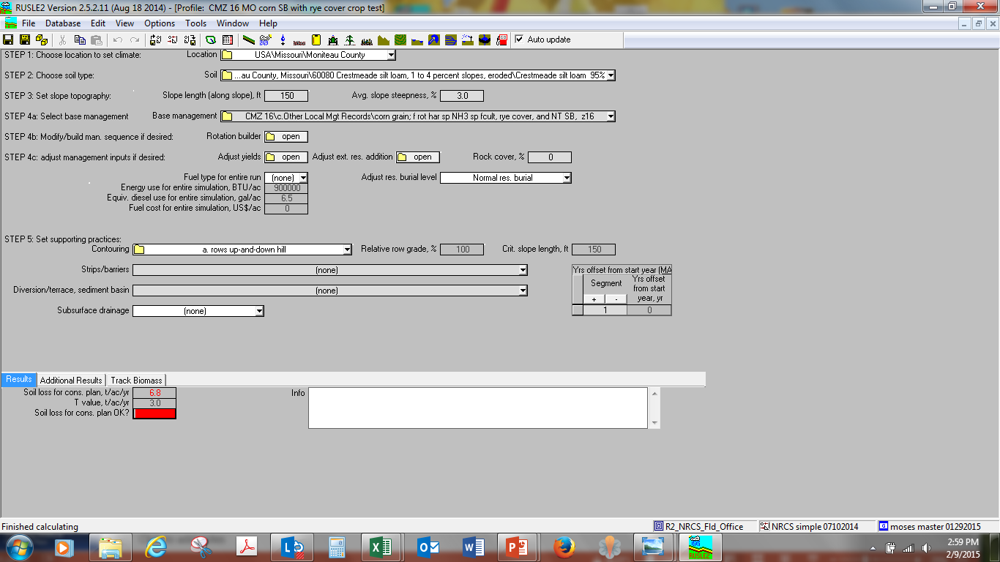 RUSLE2 Version 2.5.2.11 (Aug 18 2014) - [Profile: CMZ 16 MO corn SB with rye cover crop test]
File Database Edit View Options Tools Window Help
Auto update
STEP 1: Choose location to set climate: Location USA\Missouri\Moniteau County
STEP 2: Choose soil type: Soil ...au County, Missouri\60080 Crestmeade silt loam, 1 to 4 percent slopes, eroded\Crestmeade silt loam 95%
STEP 3: Set slope topography: Slope length (along slope), ft 150 Avg. slope steepness, % 3.0
STEP 4a: Select base management Base management CMZ 16\c.Other Local Mgt Records\corn grain; f rot har sp NH3 sp fcult, rye cover, and NT SB, z16
STEP 4b: Modify/build man. sequence if desired: Rotation builder open
STEP 4c: adjust management inputs if desired: Adjust yields open Adjust ext. res. addition open Rock cover, % 0
Fuel type for entire run (none) Adjust res. burial level Normal res. burial
Energy use for entire simulation, BTU/ac 900000
Equiv. diesel use for entire simulation, gal/ac 6.5
Fuel cost for entire simulation, US$/ac 0
STEP 5: Set supporting practices:
Contouring a. rows up-and-down hill Relative row grade, % 100 Crit. slope length, ft 150
Strips/barriers (none)
Diversion/terrace, sediment basin (none)
Subsurface drainage (none)
Yrs offset from start year (MA
Segment
+ -
Yrs offset
from start
year, yr
1 0
Results Additional Results Track Biomass
Soil loss for cons. plan, t/ac/yr 6.8
T value, t/ac/yr 3.0
Soil loss for cons. plan OK?
Info
Finished calculating R2_NRCS_Fld_Office NRCS simple 07102014 moses master 01292015
RUSLE2
2:59 PM
2/9/2015